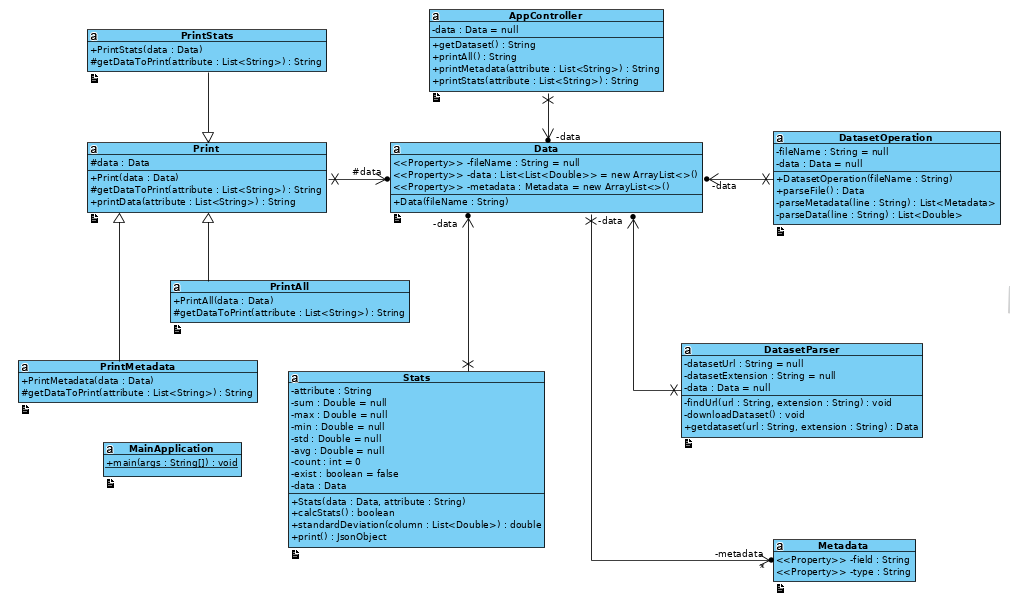 PrintStats
+PrintStats(data : Data)
#getDataToPrint(attribute : List<String>) : String
AppController
-data : Data = null
+getDataset() : String
+printAll() : String
+printMetadata(attribute : List<String>) : String
+printStats(attribute : List<String>) : String
-data
Print
#data : Data
+Print(data : Data)
#getDataToPrint(attribute : List<String>) : String
+printData(attribute : List<String>) : String
#data
Data
<<Property>> -fileName : String = null
<<Property>> -data : List<List<Double>> = new ArrayList<>()
<<Property>> -metadata : Metadata = new ArrayList<>()
+Data(fileName : String)
-data
DatasetOperation
-fileName : String = null
-data : Data = null
+DatasetOperation(fileName : String)
+parseFile() : Data
-parseMetadata(line : String) : List<Metadata>
-parseData(line : String) : List<Double>
-data
-data
PrintAll
+PrintAll(data : Data)
#getDataToPrint(attribute : List<String>) : String
PrintMetadata
+PrintMetadata(data : Data)
#getDataToPrint(attribute : List<String>) : String
MainApplication
+main(args : String[]) : void
Stats
-attribute : String
-sum : Double = null
-max : Double = null
-min : Double = null
-std : Double = null
-avg : Double = null
-count : int = 0
-exist : boolean = false
-data : Data
+Stats(data : Data, attribute : String)
+calcStats() : boolean
+standardDeviation(column : List<Double>) : double
+print() : JsonObject
DatasetParser
-datasetUrl : String = null
-datasetExtension : String = null
-data : Data = null
-findUrl(url : String, extension : String) : void
-downloadDataset() : void
+getdataset(url : String, extension : String) : Data
-metadata
*
Metadata
<<Property>> -field : String
<<Property>> -type : String